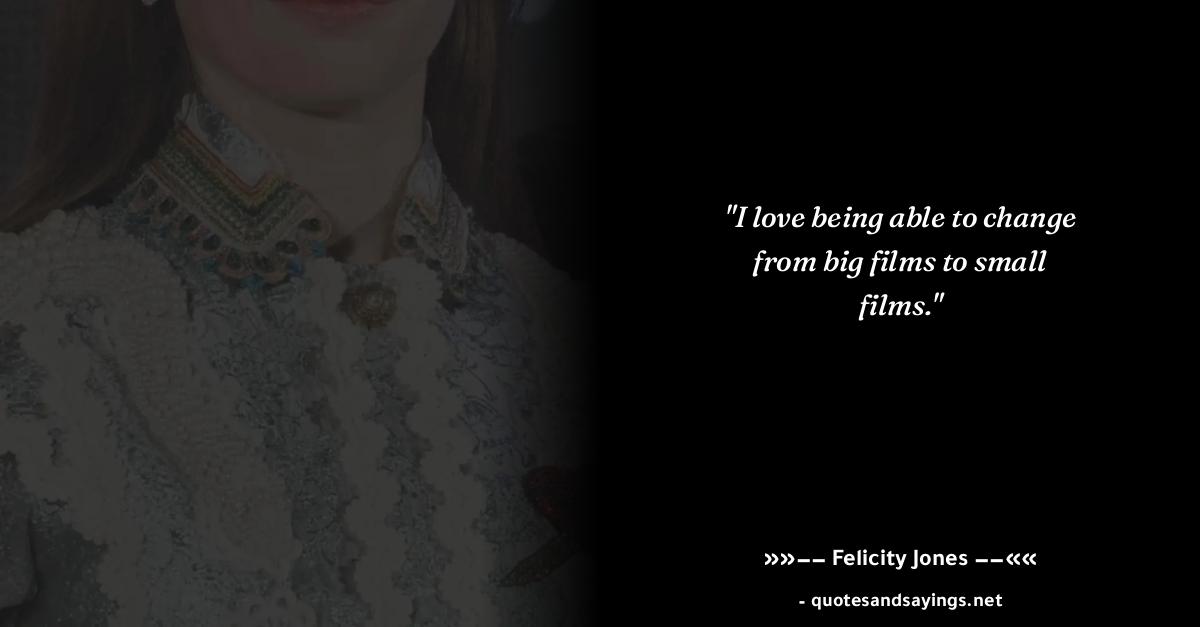 "I love being able to change
from big films to small
films."
»»−− Felicity Jones −−««
- quotesandsayings.net